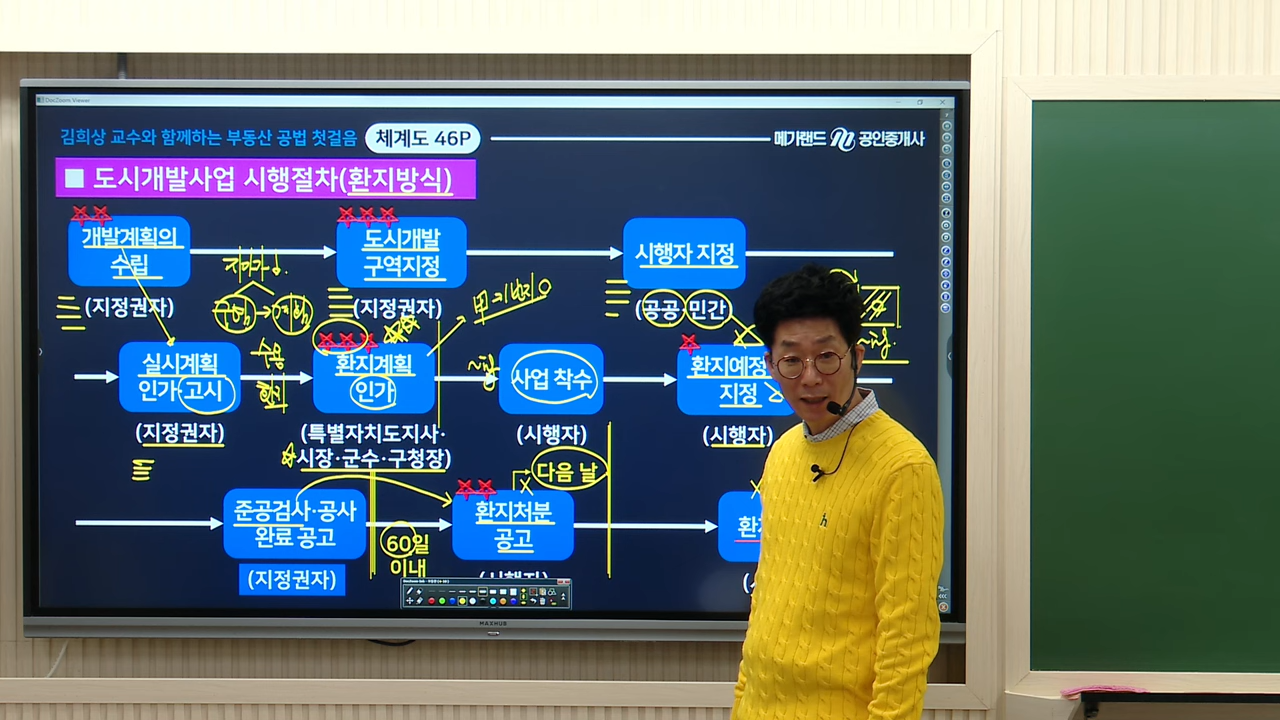 DocZoom Viewer
김희상 교수와 함께하는 부동산 공법 첫걸음 체계도 46P 메가랜드 공인중개사
■ 도시개발사업 시행절차(환지방식)
개발계획의
수립
(지정권자)
도시개발
구역지정
(지정권자)
시행자 지정
(공공·민간
실시계획
인가·고시
(지정권자)
수용
환지
환지계획
인가
(특별자치도지사·
시장·군수·구청장)
사업 착수
(시행자)
환지예정
지정
(시행자)
준공검사·공사
완료 공고
(지정권자)
60일
이내
다음 날
환지처분
공고
(시행자)
MAXHUB